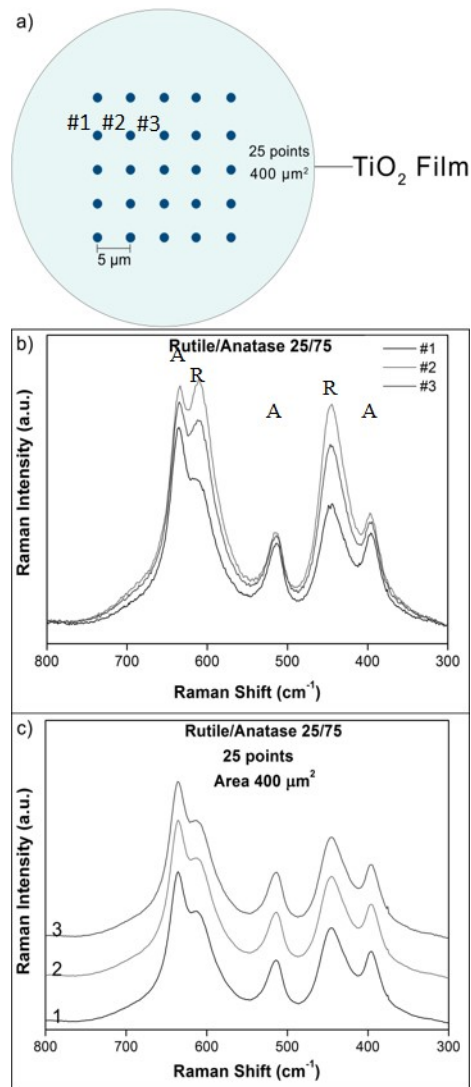 a)
#1 #2 #3
25 points
400 µm²
TiO₂ Film
5 µm
b)
Rutile/Anatase 25/75
#1
#2
#3
A
R
A
R
A
Raman Intensity (a.u.)
800 700 600 500 400 300
Raman Shift (cm⁻¹)
c)
Rutile/Anatase 25/75
25 points
Area 400 µm²
3
2
1
Raman Intensity (a.u.)
800 700 600 500 400 300
Raman Shift (cm⁻¹)